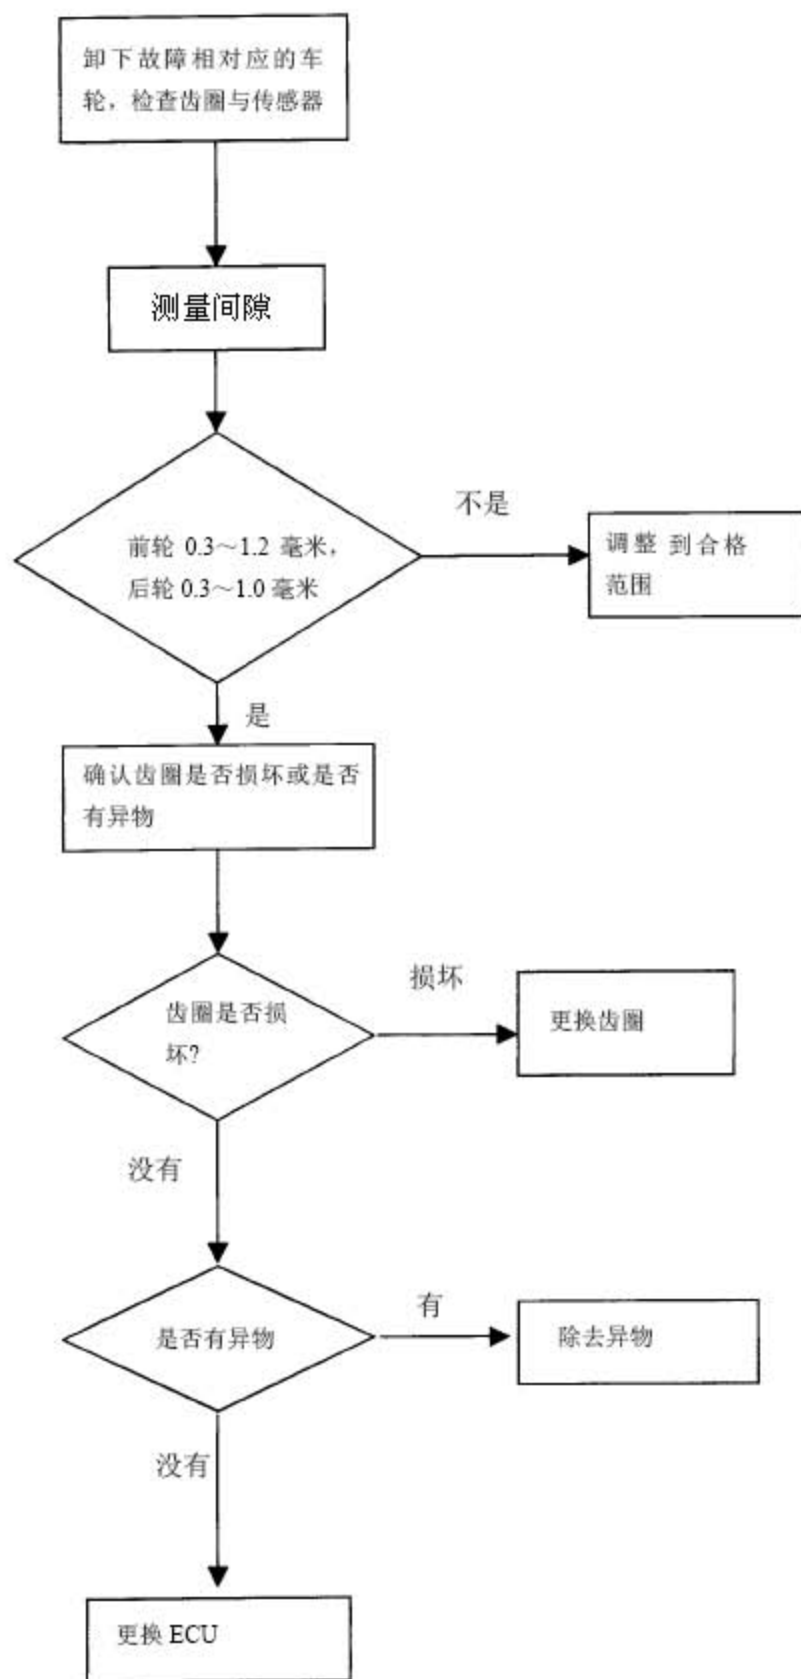 卸下故障相对应的车
轮，检查齿圈与传感器
测量间隙
前轮 0.3～1.2 毫米，
后轮 0.3～1.0 毫米
不是
调整 到合格
范围
是
确认齿圈是否损坏或是否
有异物
齿圈是否损
坏?
损坏
更换齿圈
没有
是否有异物
有
除去异物
没有
更换 ECU